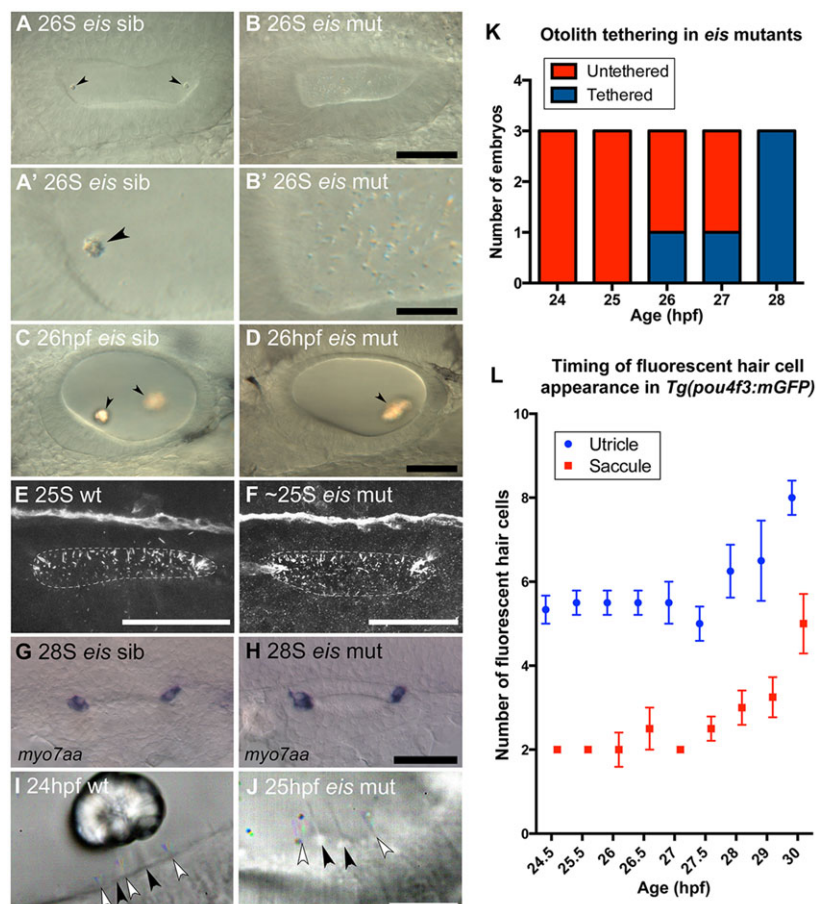 A 26S eis sib
B 26S eis mut
A' 26S eis sib
B' 26S eis mut
C 26hpf eis sib
D 26hpf eis mut
E 25S wt
F ~25S eis mut
G 28S eis sib
myo7aa
H 28S eis mut
myo7aa
I 24hpf wt
J 25hpf eis mut
K Otolith tethering in eis mutants
Untethered
Tethered
Number of embryos
4
3
2
1
0
24 25 26 27 28
Age (hpf)
L Timing of fluorescent hair cell
appearance in Tg(pou4f3:mGFP)
Utricle
Saccule
Number of fluorescent hair cells
10
8
6
4
2
0
24.5 25.5 26 26.5 27 27.5 28 29 30
Age (hpf)